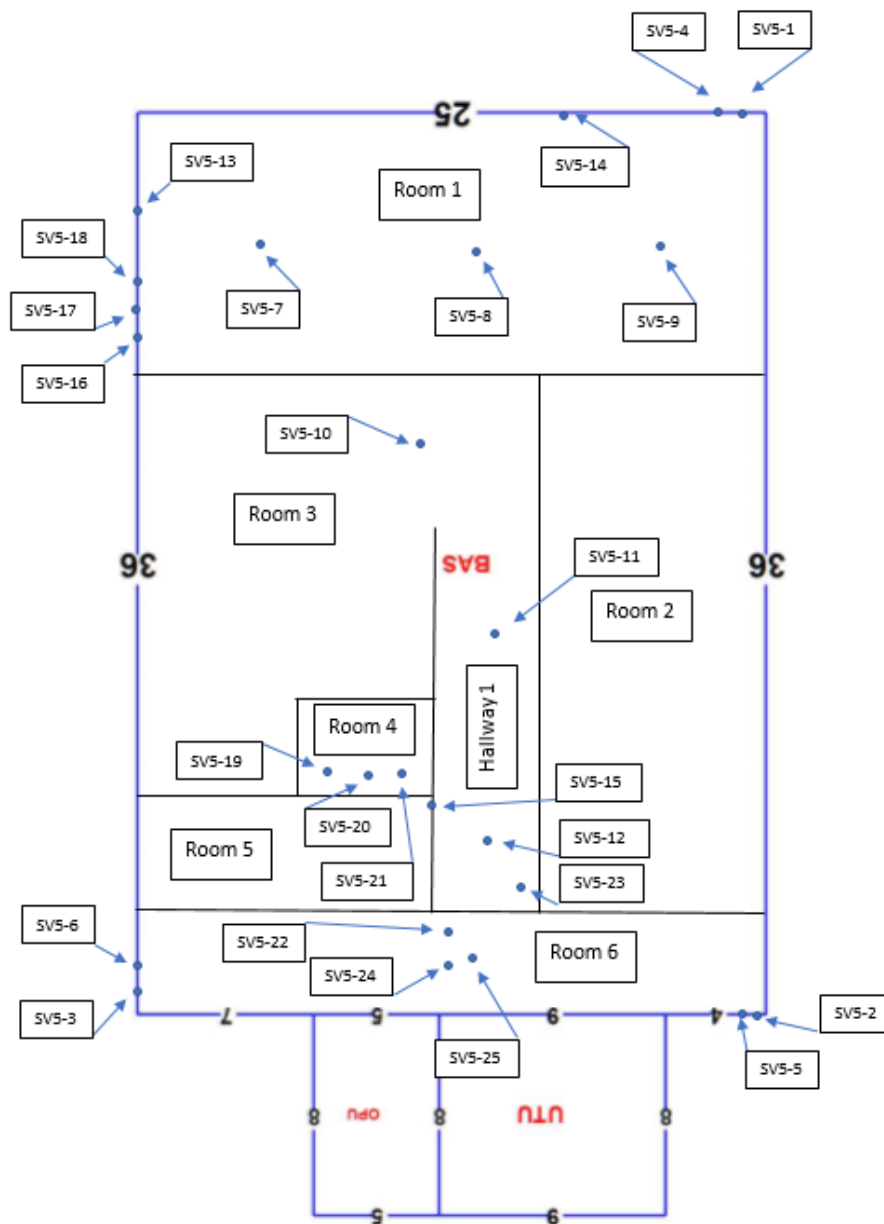 SV5-4
SV5-1
25
SV5-13
SV5-14
Room 1
SV5-18
SV5-17
SV5-7
SV5-8
SV5-9
SV5-16
SV5-10
Room 3
36
BAS
36
SV5-11
Room 2
Hallway 1
Room 4
SV5-19
SV5-15
SV5-20
SV5-12
Room 5
SV5-21
SV5-23
SV5-6
SV5-22
Room 6
SV5-24
SV5-3
7
5
9
4
SV5-2
SV5-25
SV5-5
8
OPU
8
UTU
8
5
9